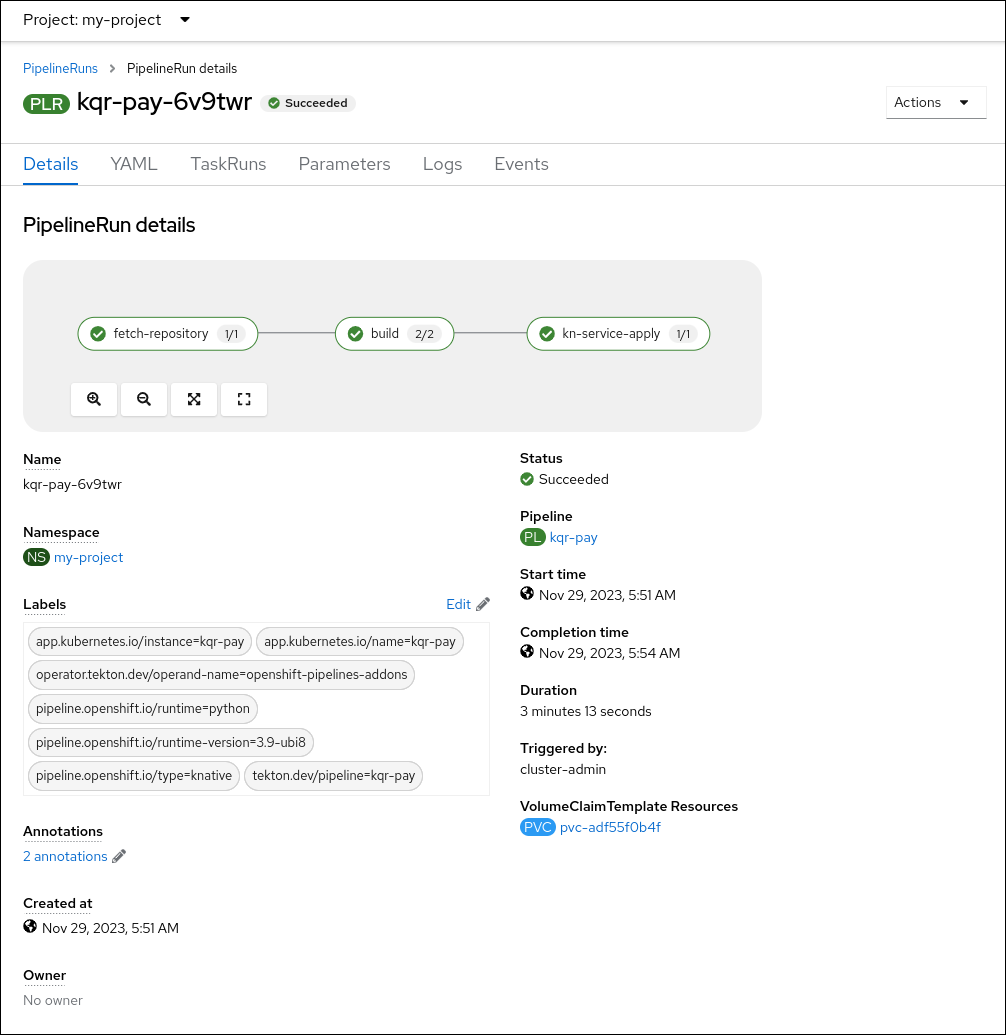 Project: my-project
PipelineRuns > PipelineRun details
PLR kqr-pay-6v9twr Succeeded
Actions
Details YAML TaskRuns Parameters Logs Events
PipelineRun details
fetch-repository 1/1 build 2/2 kn-service-apply 1/1
Name
kqr-pay-6v9twr
Namespace
NS my-project
Labels Edit
app.kubernetes.io/instance=kqr-pay app.kubernetes.io/name=kqr-pay
operator.tekton.dev/operand-name=openshift-pipelines-addons
pipeline.openshift.io/runtime=python
pipeline.openshift.io/runtime-version=3.9-ubi8
pipeline.openshift.io/type=knative tekton.dev/pipeline=kqr-pay
Annotations
2 annotations
Created at
Nov 29, 2023, 5:51 AM
Owner
No owner
Status
Succeeded
Pipeline
PL kqr-pay
Start time
Nov 29, 2023, 5:51 AM
Completion time
Nov 29, 2023, 5:54 AM
Duration
3 minutes 13 seconds
Triggered by:
cluster-admin
VolumeClaimTemplate Resources
PVC pvc-adf55f0b4f